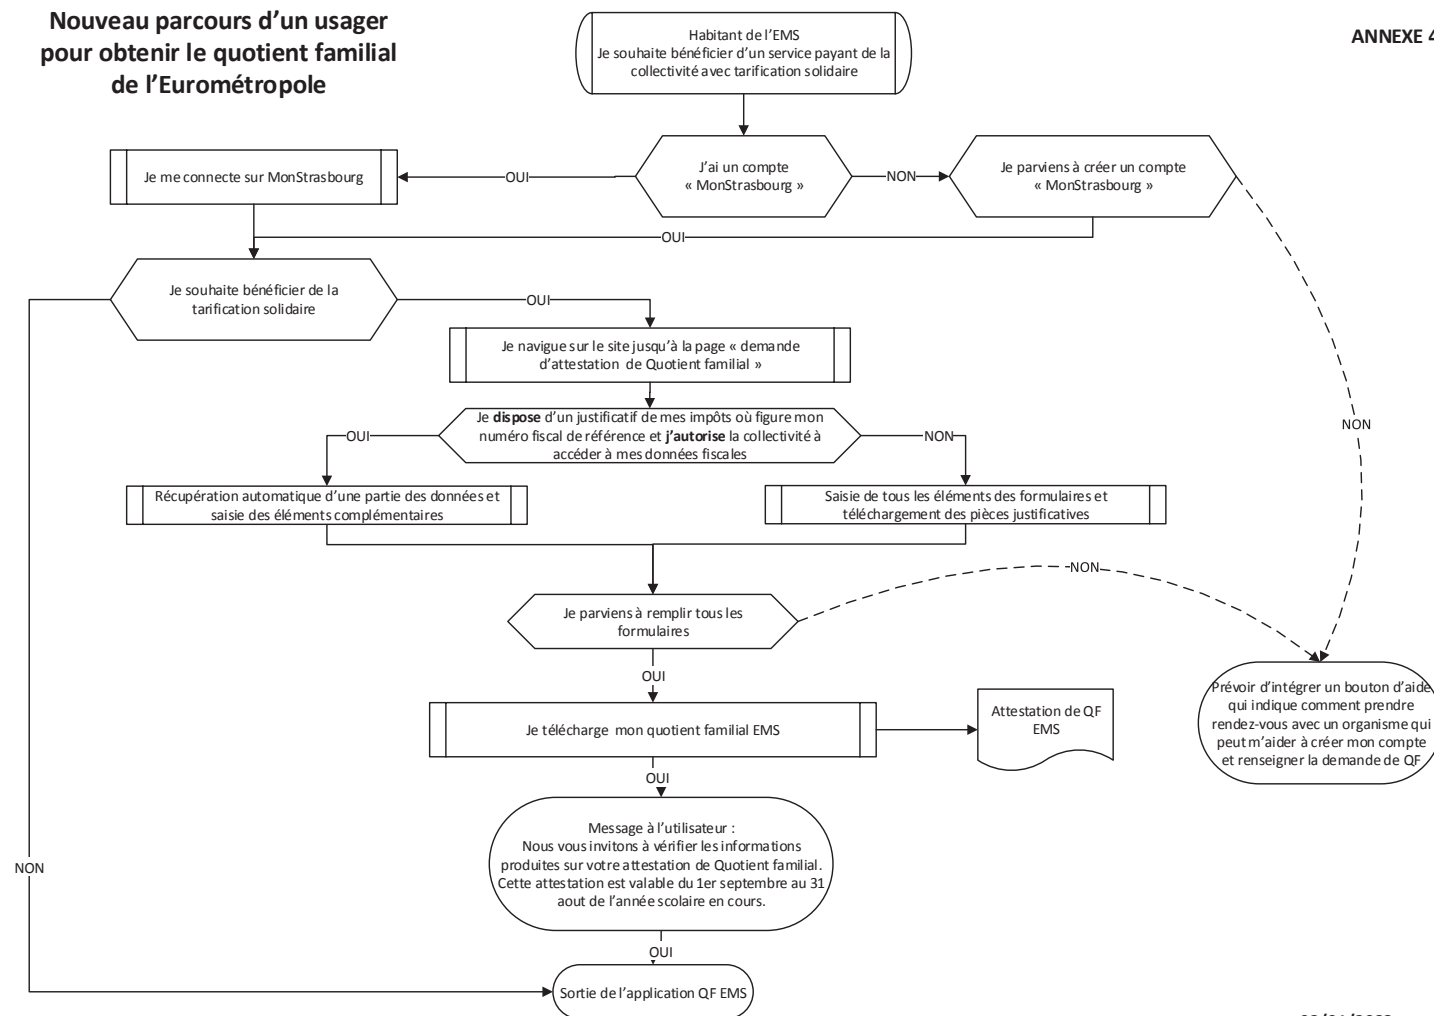 Nouveau parcours d’un usager
pour obtenir le quotient familial
de l’Eurométropole
ANNEXE 4
Habitant de l’EMS
Je souhaite bénéficier d’un service payant de la
collectivité avec tarification solidaire
Je me connecte sur MonStrasbourg
OUI
J’ai un compte
« MonStrasbourg »
NON
Je parviens à créer un compte
« MonStrasbourg »
OUI
Je souhaite bénéficier de la
tarification solidaire
OUI
Je navigue sur le site jusqu’à la page « demande
d’attestation de Quotient familial »
Je dispose d’un justificatif de mes impôts où figure mon
numéro fiscal de référence et j’autorise la collectivité à
accéder à mes données fiscales
OUI
NON
NON
Récupération automatique d’une partie des données et
saisie des éléments complémentaires
Saisie de tous les éléments des formulaires et
téléchargement des pièces justificatives
NON
Je parviens à remplir tous les
formulaires
OUI
Je télécharge mon quotient familial EMS
Attestation de QF
EMS
Prévoir d’intégrer un bouton d’aide
qui indique comment prendre
rendez-vous avec un organisme qui
peut m’aider à créer mon compte
et renseigner la demande de QF
OUI
Message à l’utilisateur :
Nous vous invitons à vérifier les informations
produites sur votre attestation de Quotient familial.
Cette attestation est valable du 1er septembre au 31
aout de l’année scolaire en cours.
NON
OUI
Sortie de l’application QF EMS